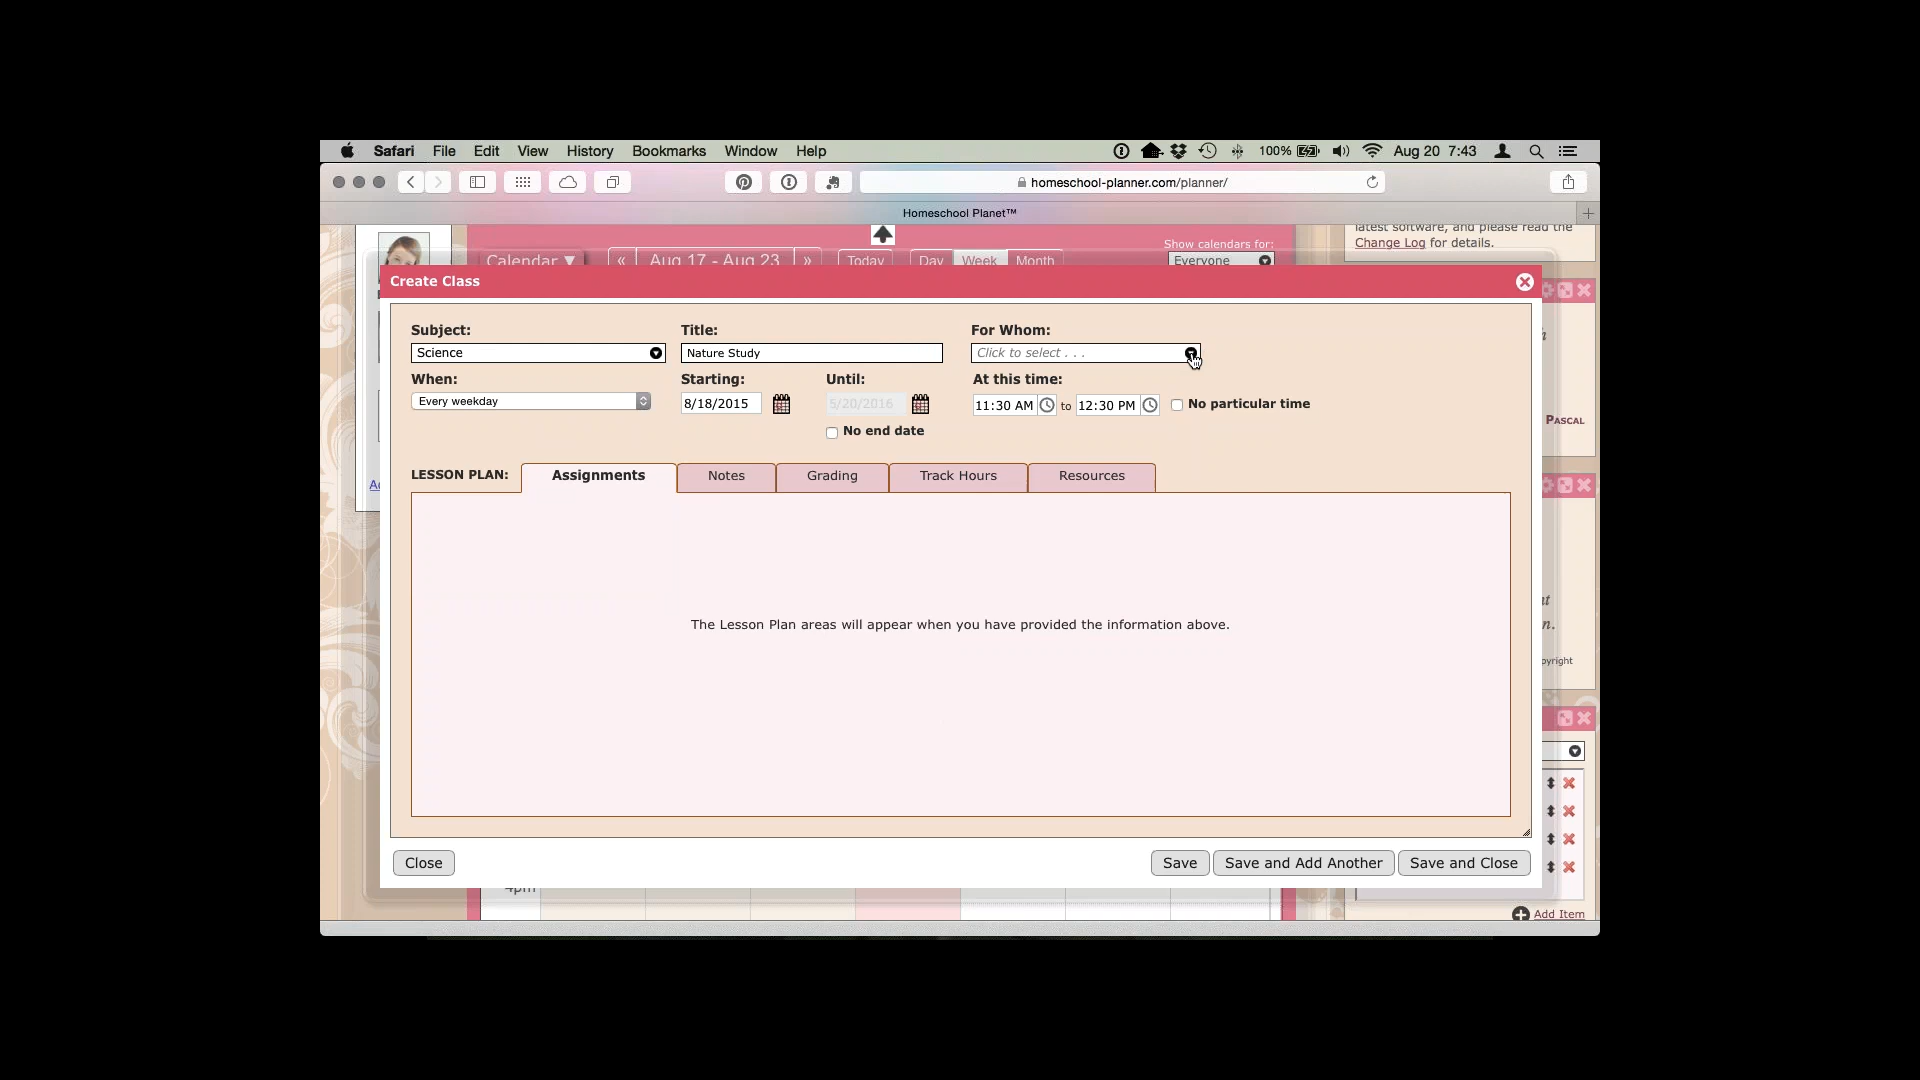 Safari File Edit View History Bookmarks Window Help 100% Aug 20 7:43
homeschool-planner.com/planner/
Homeschool Planet™
latest software, and please read the
Change Log for details.
Show calendars for:
Calendar ▼ « Aug 17 - Aug 23 » Today Day Week Month Everyone
Create Class
Subject: Title: For Whom:
Science Nature Study Click to select . . .
When: Starting: Until: At this time:
Every weekday 8/18/2015 5/20/2016 11:30 AM to 12:30 PM No particular time
PASCAL
No end date
LESSON PLAN: Assignments Notes Grading Track Hours Resources
The Lesson Plan areas will appear when you have provided the information above.
Close Save Save and Add Another Save and Close
4pm
Add Item